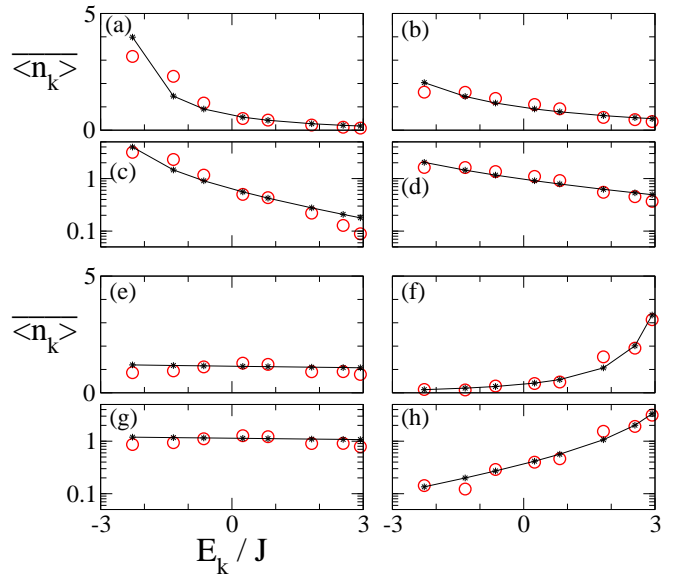 5 (a) (b)
<n_k>
0
(c) (d)
1
0.1
5 (e) (f)
<n_k>
0
(g) (h)
1
0.1
-3 0 3 -3 0 3
E_k / J